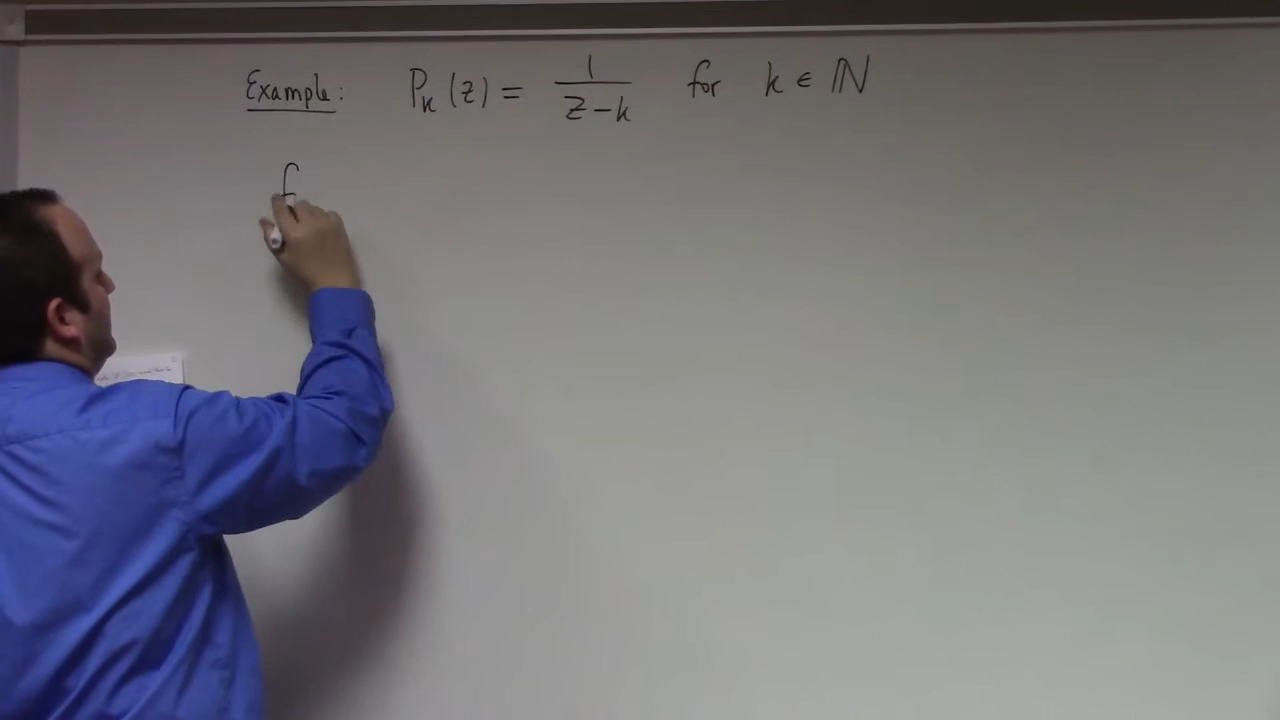 Example: P_k(z) = 1/(z-k) for k ∈ ℕ
f